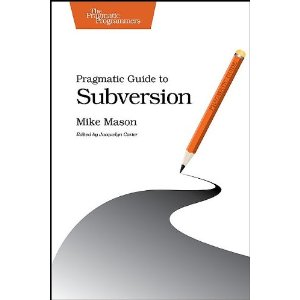 The
Pragmatic
Programmers
Pragmatic Guide to
Subversion
Mike Mason
Edited by Jacquelyn Carter